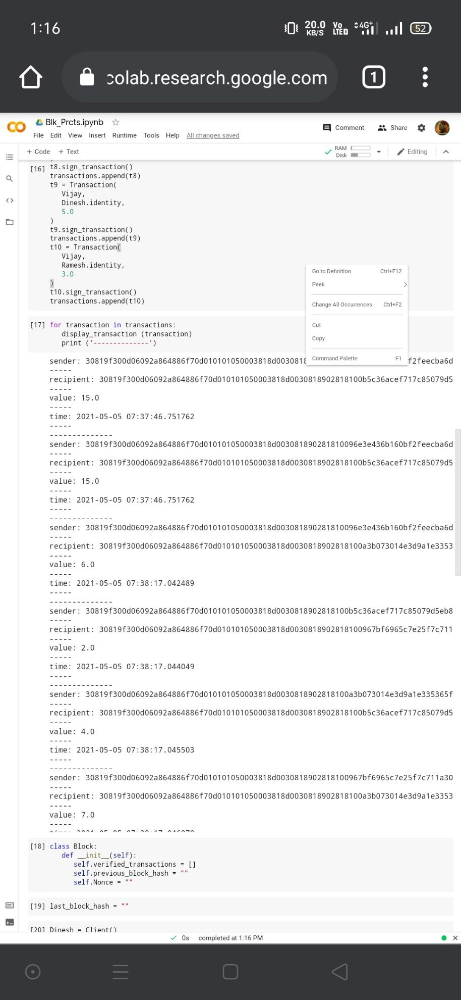 1:16
20.0 KB/S
Vo LTE
4G+
52
colab.research.google.com
1
Blk_Prcts.ipynb
Comment
Share
File Edit View Insert Runtime Tools Help All changes saved
+ Code + Text
RAM
Disk
Editing
[16] t8.sign_transaction()
transactions.append(t8)
t9 = Transaction(
Vijay,
Dinesh.identity,
5.0
)
t9.sign_transaction()
transactions.append(t9)
t10 = Transaction(
Vijay,
Ramesh.identity,
3.0
)
t10.sign_transaction()
transactions.append(t10)
Go to Definition Ctrl+F12
Peek
Change All Occurrences Ctrl+F2
Cut
Copy
Command Palette F1
[17] for transaction in transactions:
display_transaction (transaction)
print ('--------------')
sender: 30819f300d06092a864886f70d010101050003818d0030818 f2feecba6d
-----
recipient: 30819f300d06092a864886f70d010101050003818d0030818902818100b5c36acef717c85079d5
-----
value: 15.0
-----
time: 2021-05-05 07:37:46.751762
-----
--------------
sender: 30819f300d06092a864886f70d010101050003818d003081890281810096e3e436b160bf2feecba6d
-----
recipient: 30819f300d06092a864886f70d010101050003818d0030818902818100b5c36acef717c85079d5
-----
value: 15.0
-----
time: 2021-05-05 07:37:46.751762
-----
--------------
sender: 30819f300d06092a864886f70d010101050003818d003081890281810096e3e436b160bf2feecba6d
-----
recipient: 30819f300d06092a864886f70d010101050003818d0030818902818100a3b073014e3d9a1e3353
-----
value: 6.0
-----
time: 2021-05-05 07:38:17.042489
-----
--------------
sender: 30819f300d06092a864886f70d010101050003818d0030818902818100b5c36acef717c85079d5eb8
-----
recipient: 30819f300d06092a864886f70d010101050003818d0030818902818100967bf6965c7e25f7c711
-----
value: 2.0
-----
time: 2021-05-05 07:38:17.044049
-----
--------------
sender: 30819f300d06092a864886f70d010101050003818d0030818902818100a3b073014e3d9a1e335365f
-----
recipient: 30819f300d06092a864886f70d010101050003818d0030818902818100b5c36acef717c85079d5
-----
value: 4.0
-----
time: 2021-05-05 07:38:17.045503
-----
--------------
sender: 30819f300d06092a864886f70d010101050003818d0030818902818100967bf6965c7e25f7c711a30
-----
recipient: 30819f300d06092a864886f70d010101050003818d0030818902818100a3b073014e3d9a1e3353
-----
value: 7.0
-----
[18] class Block:
def __init__(self):
self.verified_transactions = []
self.previous_block_hash = ""
self.Nonce = ""
[19] last_block_hash = ""
[20] Dinesh = Client()
0s completed at 1:16 PM